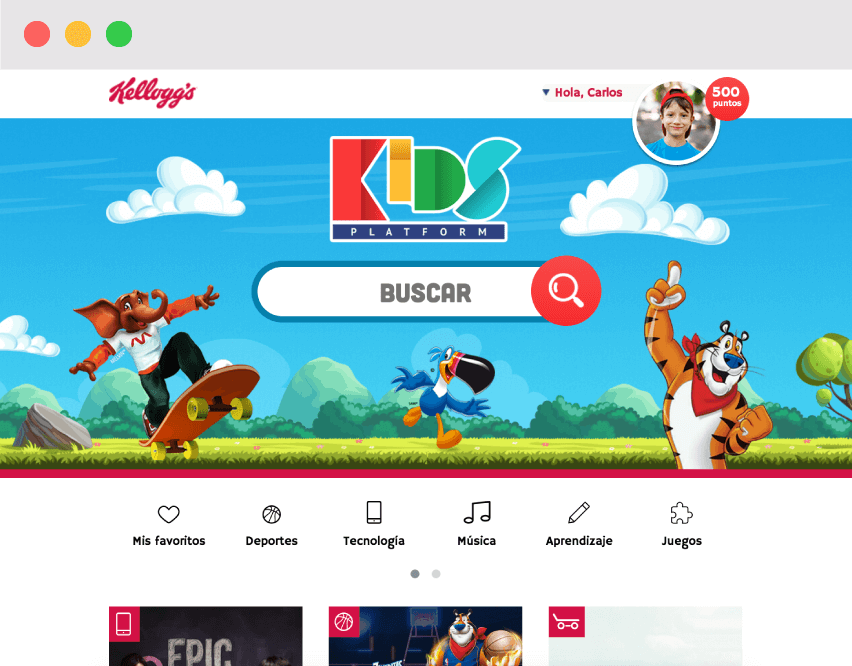 Kellogg's
Hola, Carlos
500
puntos
KIDS
PLATFORM
BUSCAR
Mis favoritos
Deportes
Tecnología
Música
Aprendizaje
Juegos
EPIC